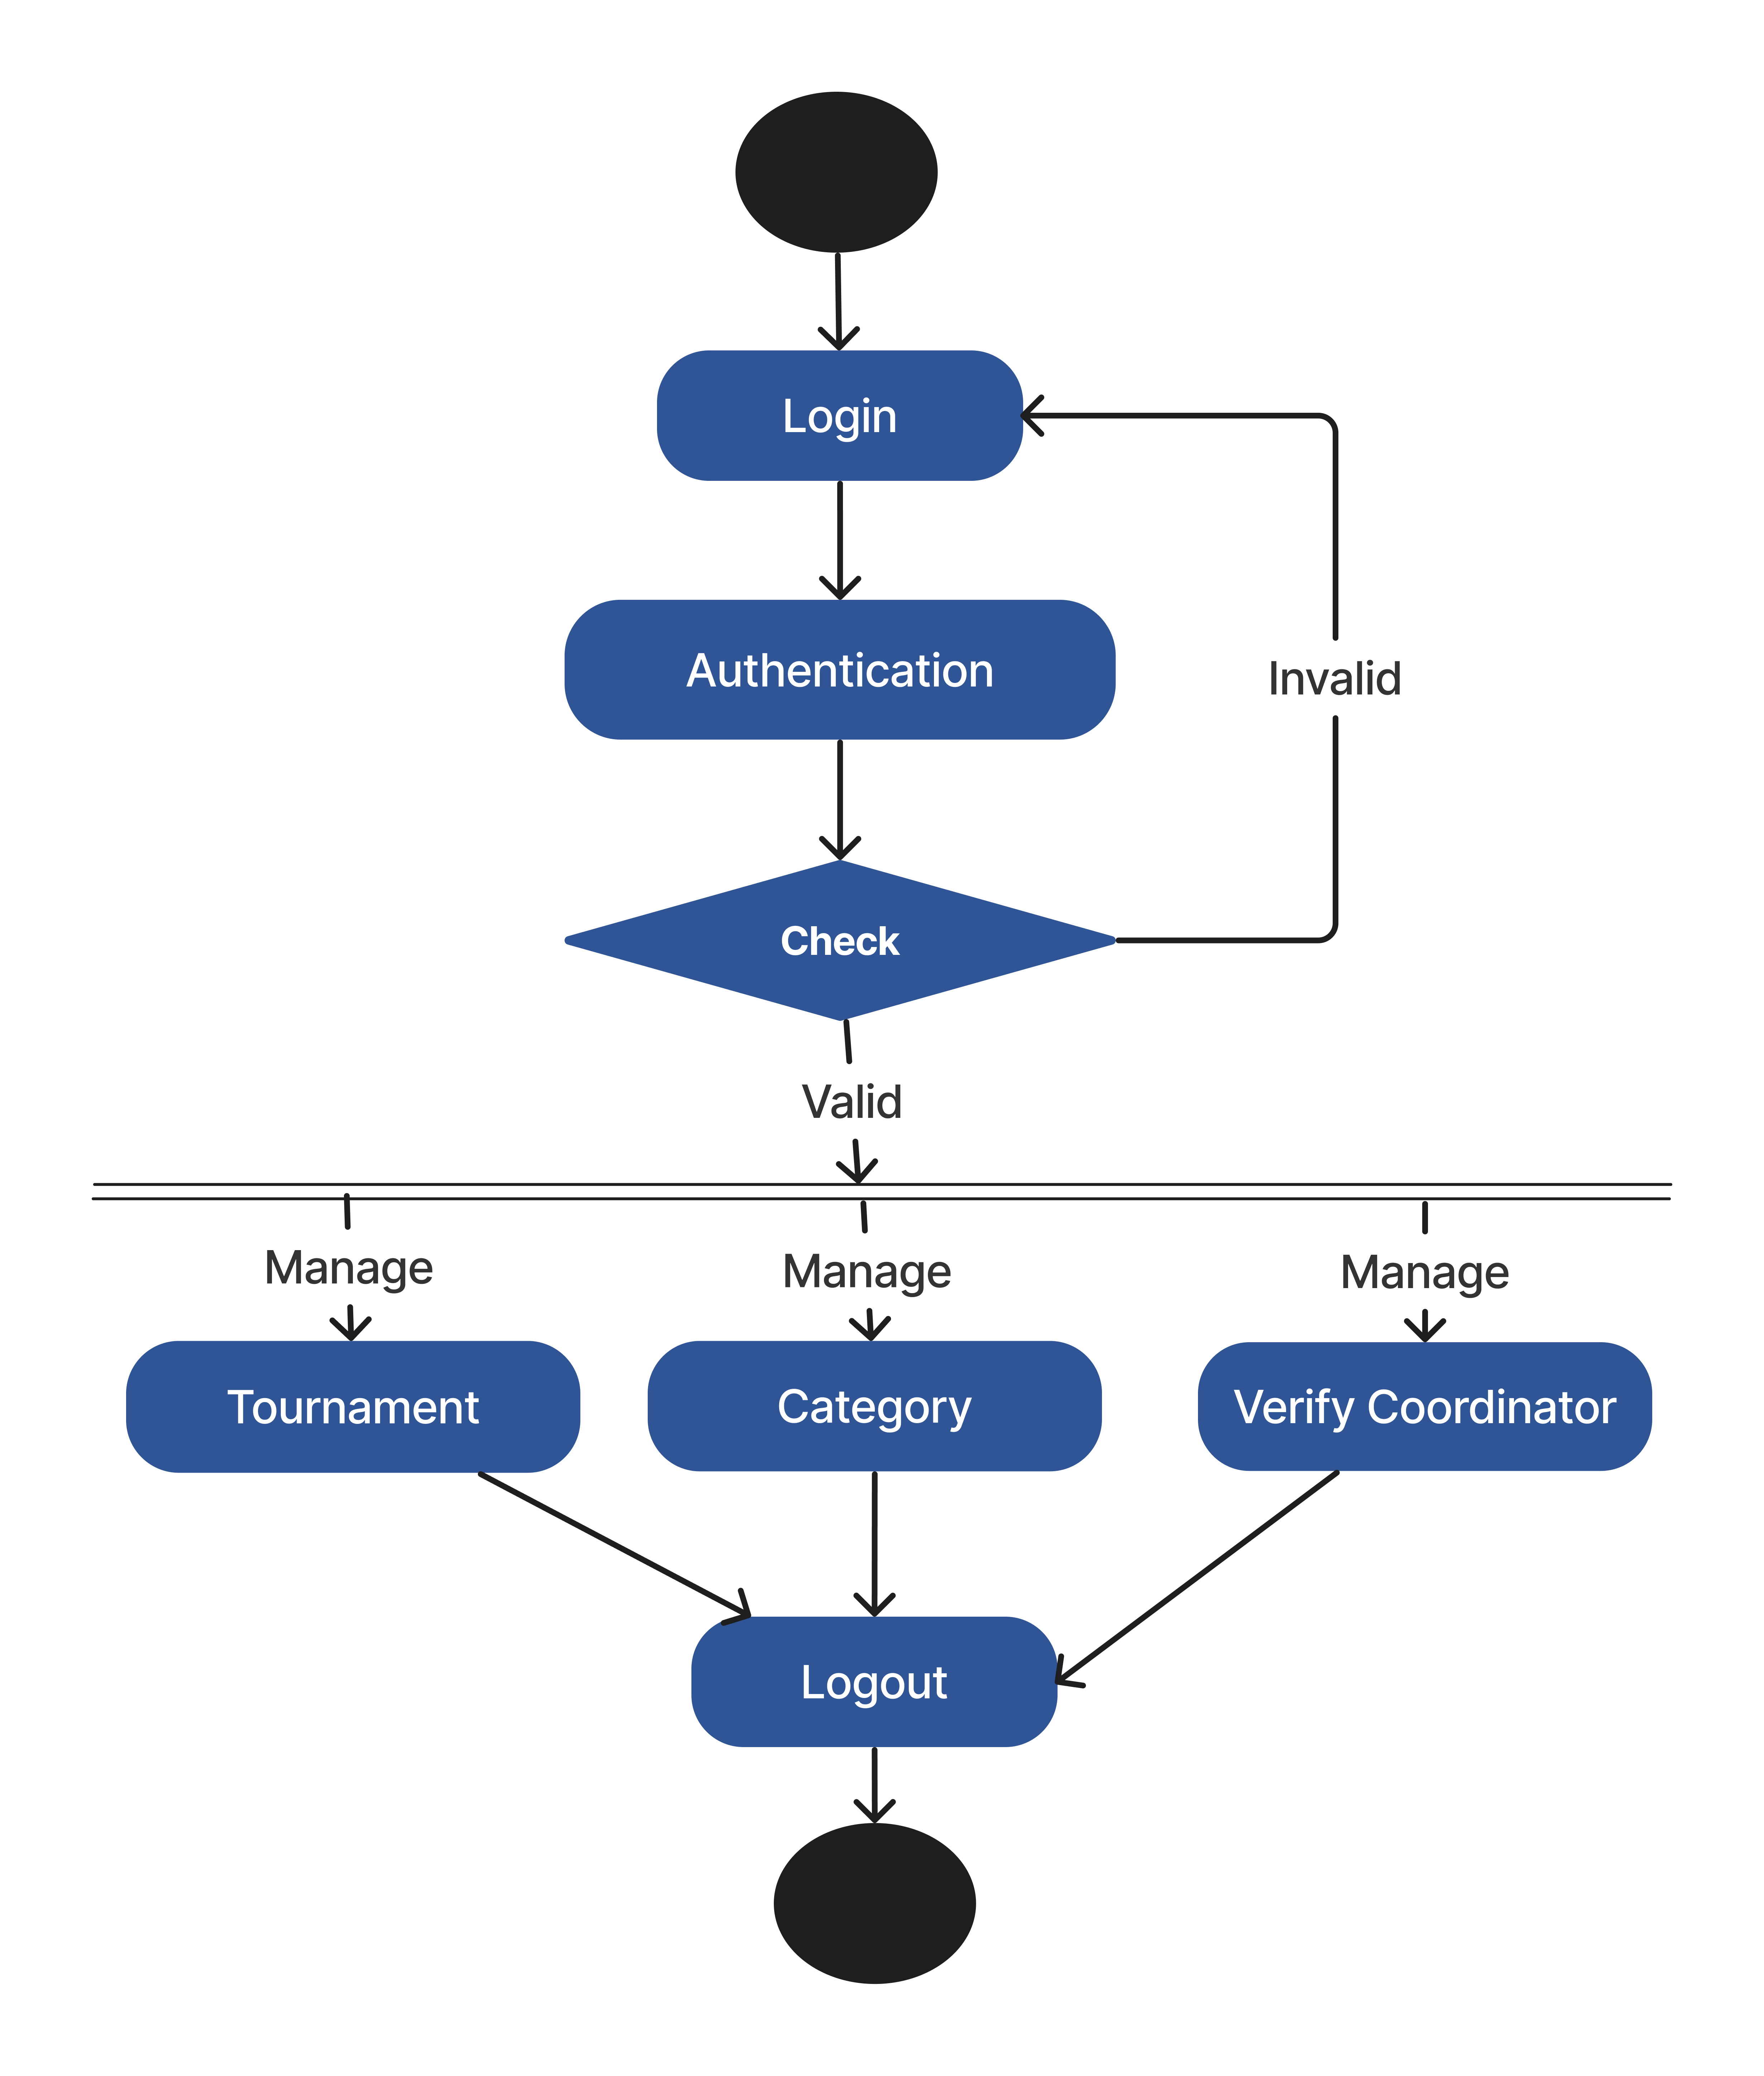 Login
Authentication
Invalid
Check
Valid
Manage
Manage
Manage
Tournament
Category
Verify Coordinator
Logout